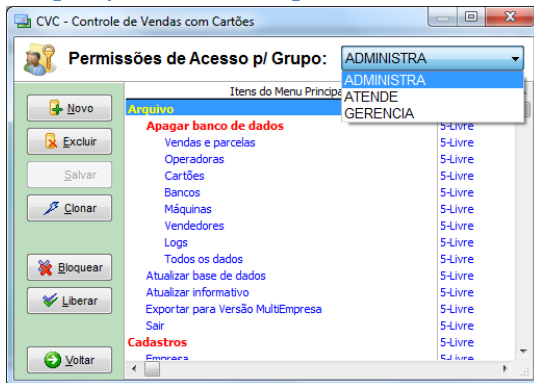 CVC - Controle de Vendas com Cartões
Permissões de Acesso p/ Grupo: ADMINISTRA
ADMINISTRA
ATENDE
GERENCIA
Novo
Excluir
Salvar
Clonar
Bloquear
Liberar
Voltar
Itens do Menu Principa
Arquivo
Apagar banco de dados 5-Livre
Vendas e parcelas 5-Livre
Operadoras 5-Livre
Cartões 5-Livre
Bancos 5-Livre
Máquinas 5-Livre
Vendedores 5-Livre
Logs 5-Livre
Todos os dados 5-Livre
Atualizar base de dados 5-Livre
Atualizar informativo 5-Livre
Exportar para Versão MultiEmpresa 5-Livre
Sair 5-Livre
Cadastros 5-Livre
Empresa 5-Livre